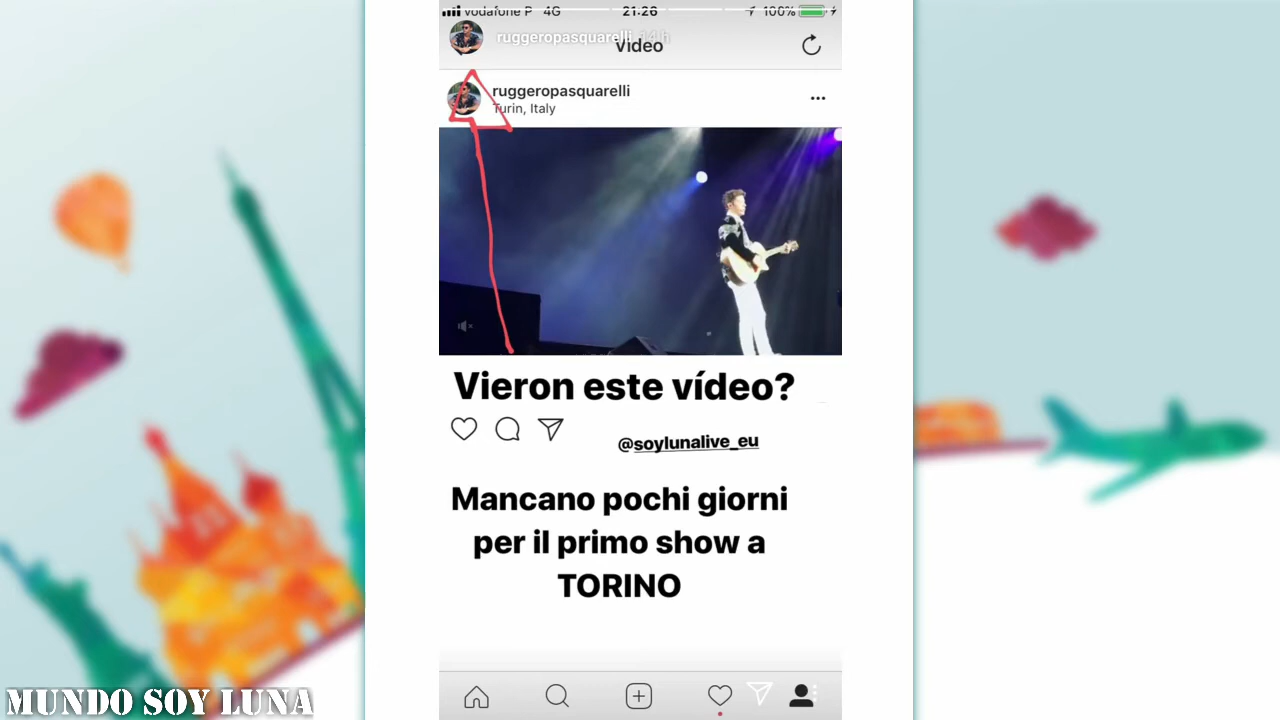 vodafone P 4G 21:26 100%
ruggeropasquarelli 14 h
Video
ruggeropasquarelli
Turin, Italy
Vieron este vídeo?
@soylunalive_eu
Mancano pochi giorni
per il primo show a
TORINO
MUNDO SOY LUNA